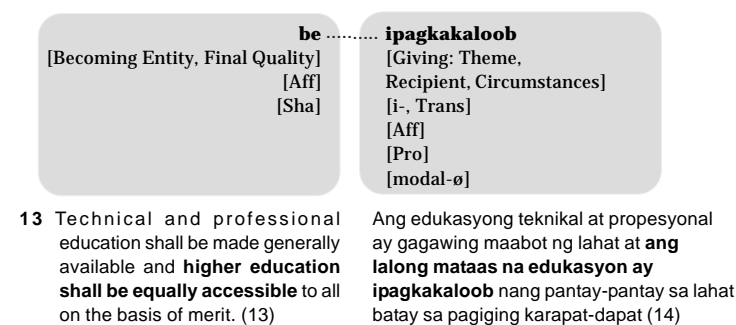 be .......... ipagkakaloob
[Becoming Entity, Final Quality]
[Aff]
[Sha]
[Giving: Theme,
Recipient, Circumstances]
[i-, Trans]
[Aff]
[Pro]
[modal-ø]
13 Technical and professional
education shall be made generally
available and higher education
shall be equally accessible to all
on the basis of merit. (13)
Ang edukasyong teknikal at propesyonal
ay gagawing maabot ng lahat at ang
lalong mataas na edukasyon ay
ipagkakaloob nang pantay-pantay sa lahat
batay sa pagiging karapat-dapat (14)